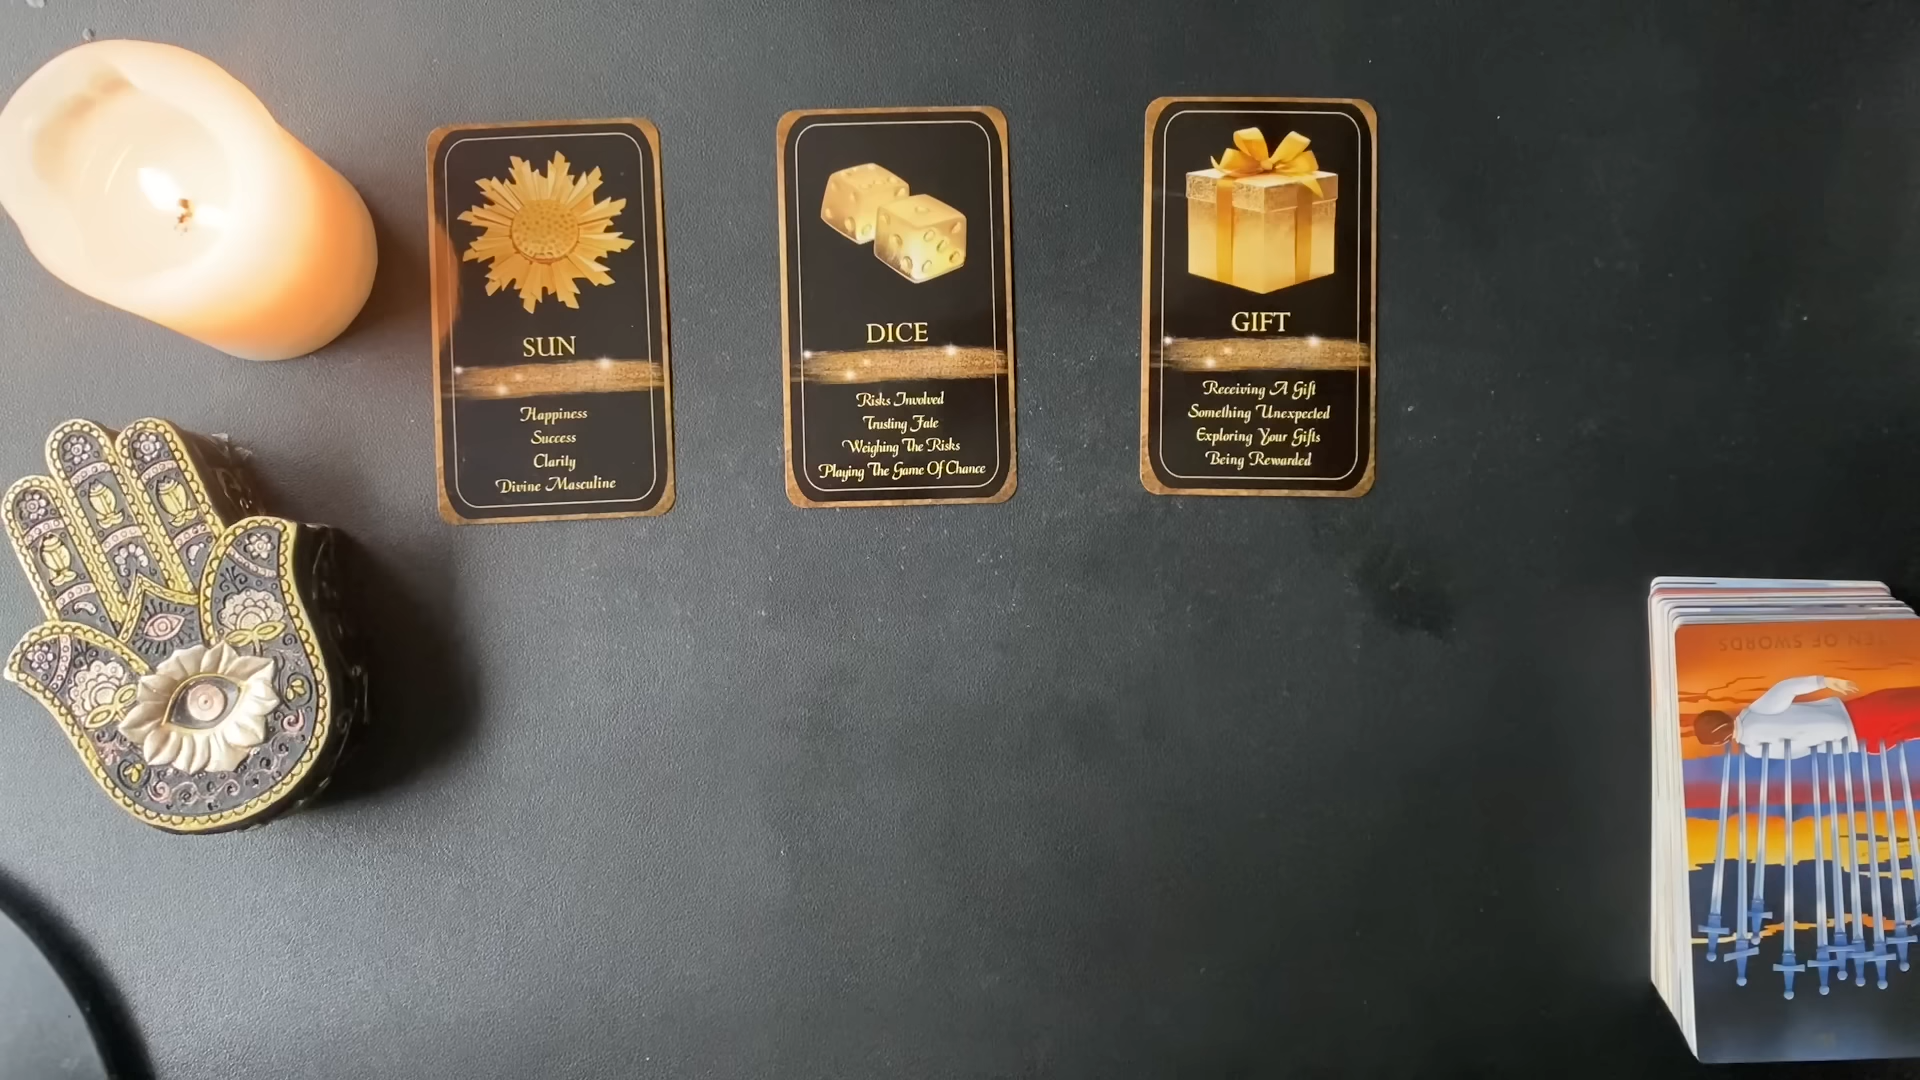 SUN
Happiness
Success
Clarity
Divine Masculine
DICE
Risks Involved
Trusting Fate
Weighing The Risks
Playing The Game Of Chance
GIFT
Receiving A Gift
Something Unexpected
Exploring Your Gifts
Being Rewarded
TEN OF SWORDS